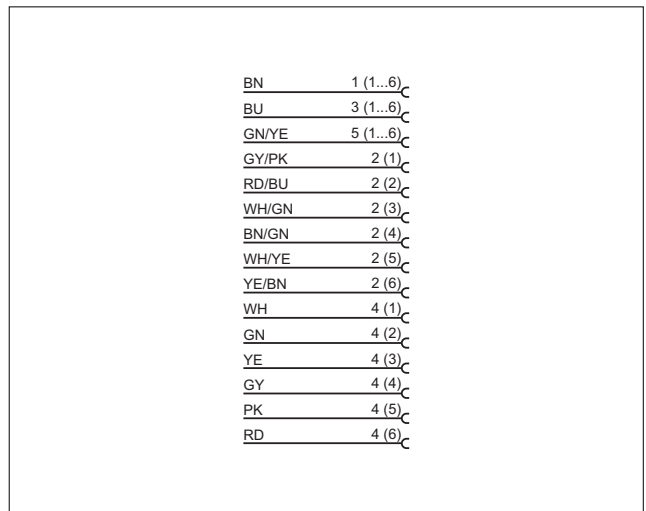 BN 1 (1...6)
BU 3 (1...6)
GN/YE 5 (1...6)
GY/PK 2 (1)
RD/BU 2 (2)
WH/GN 2 (3)
BN/GN 2 (4)
WH/YE 2 (5)
YE/BN 2 (6)
WH 4 (1)
GN 4 (2)
YE 4 (3)
GY 4 (4)
PK 4 (5)
RD 4 (6)